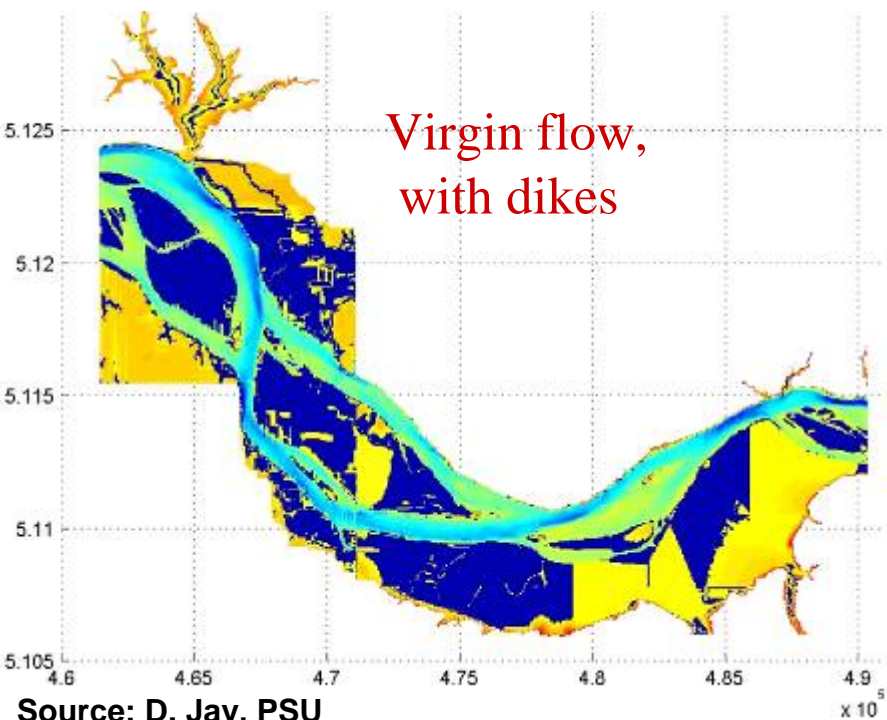 Virgin flow,
with dikes
5.125
5.12
5.115
5.11
5.105
4.6 4.65 4.7 4.75 4.8 4.85 4.9
x 10^5
Source: D. Jay, PSU